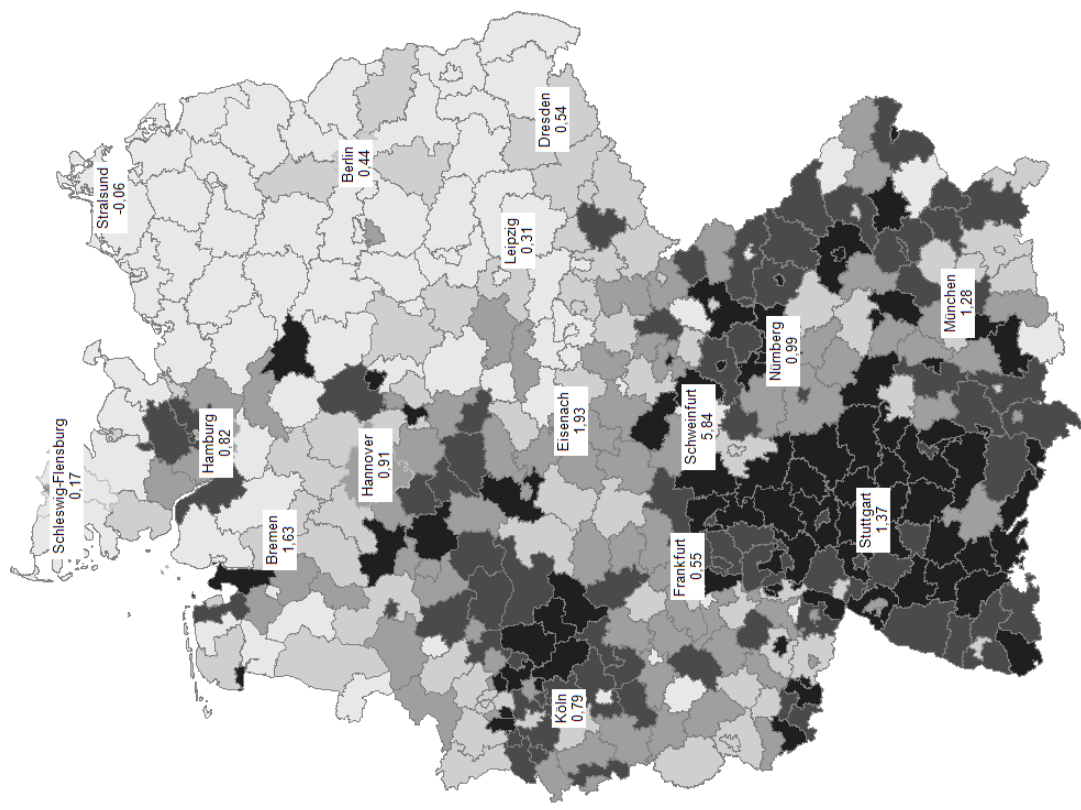 Schleswig-Flensburg
0,17
Stralsund
-0,06
Hamburg
0,82
Bremen
1,63
Berlin
0,44
Hannover
0,91
Leipzig
0,31
Dresden
0,54
Eisenach
1,93
Köln
0,79
Schweinfurt
5,84
Frankfurt
0,55
Nürnberg
0,99
Stuttgart
1,37
München
1,28